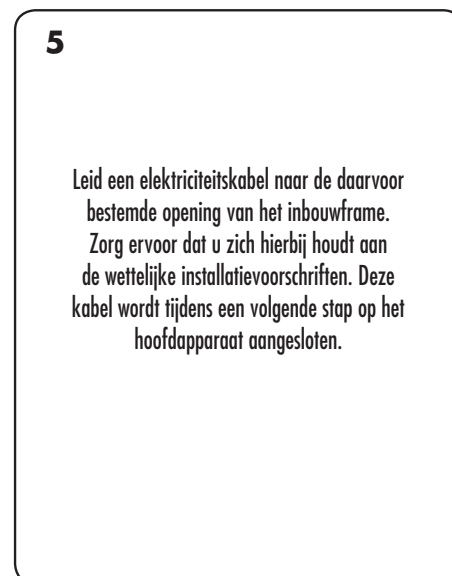 5
Leid een elektriciteitskabel naar de daarvoor
bestemde opening van het inbouwframe.
Zorg ervoor dat u zich hierbij houdt aan
de wettelijke installatievoorschriften. Deze
kabel wordt tijdens een volgende stap op het
hoofdapparaat aangesloten.